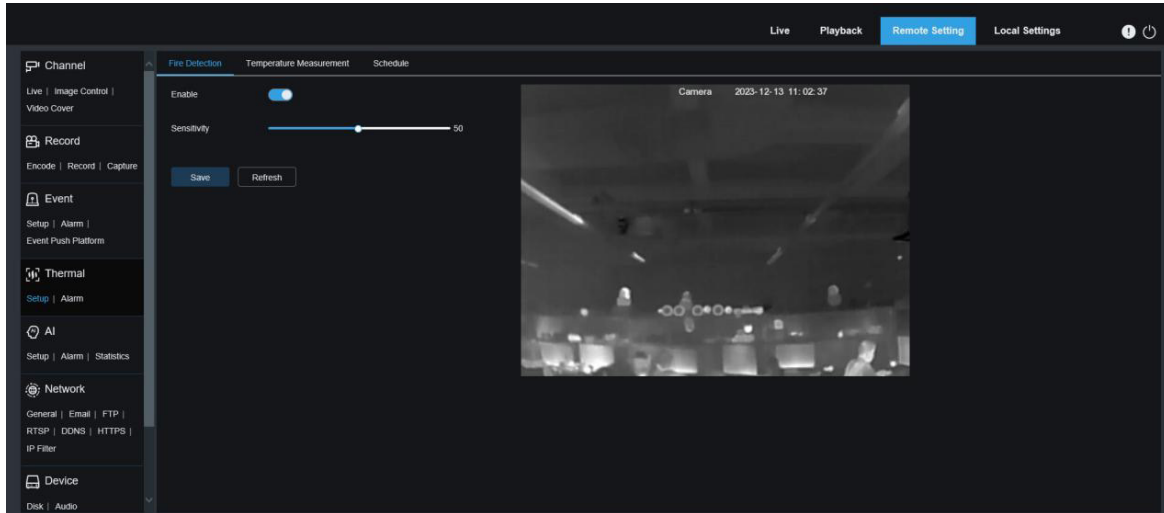 Live Playback Remote Setting Local Settings
Channel
Live | Image Control |
Video Cover
Record
Encode | Record | Capture
Event
Setup | Alarm |
Event Push Platform
Thermal
Setup | Alarm
AI
Setup | Alarm | Statistics
Network
General | Email | FTP |
RTSP | DDNS | HTTPS |
IP Filter
Device
Disk | Audio
Fire Detection Temperature Measurement Schedule
Enable
Sensitivity 50
Save Refresh
Camera 2023-12-13 11:02:37